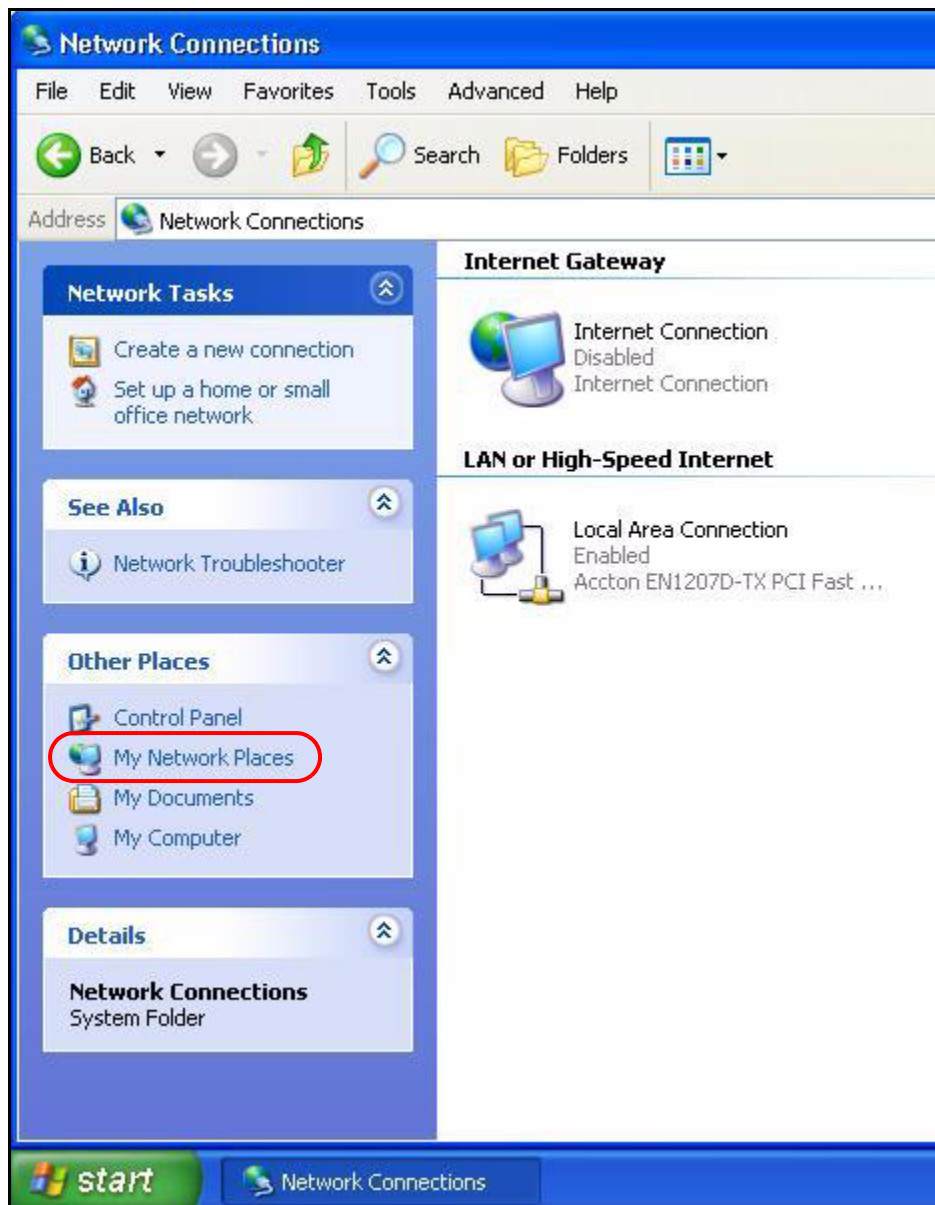 Network Connections
File Edit View Favorites Tools Advanced Help
Back Search Folders
Address Network Connections
Network Tasks
Create a new connection
Set up a home or small
office network
See Also
Network Troubleshooter
Other Places
Control Panel
My Network Places
My Documents
My Computer
Details
Network Connections
System Folder
Internet Gateway
Internet Connection
Disabled
Internet Connection
LAN or High-Speed Internet
Local Area Connection
Enabled
Accton EN1207D-TX PCI Fast ...
start Network Connections